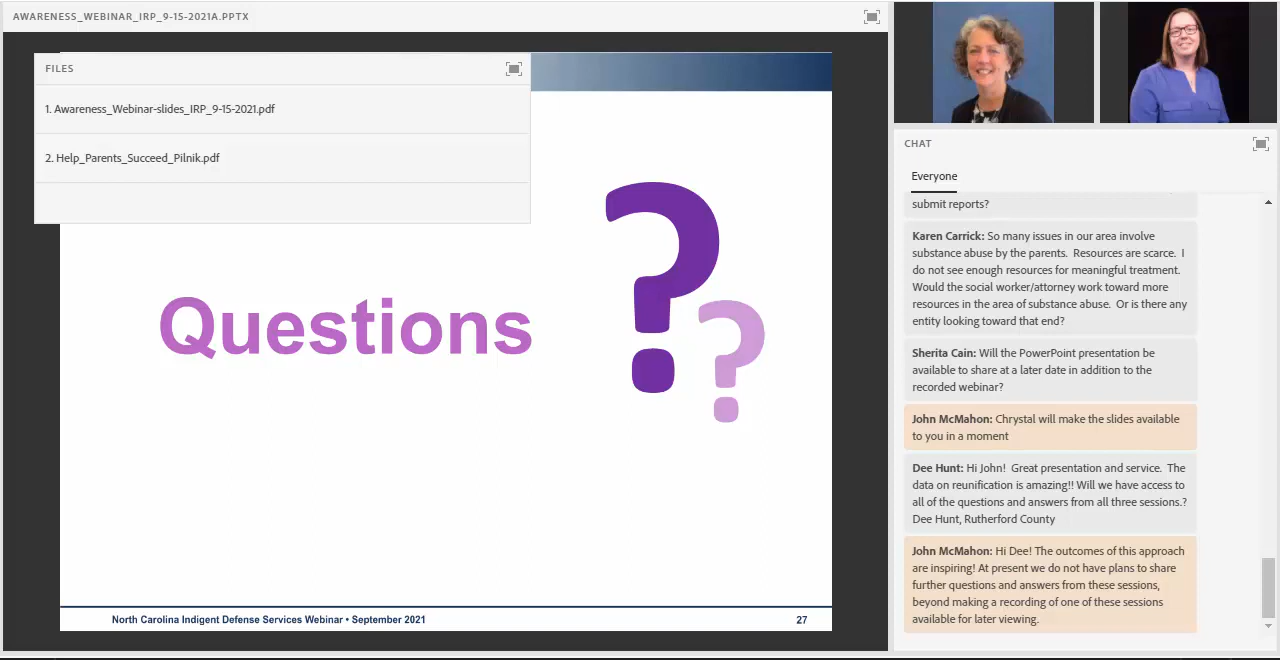 AWARENESS_WEBINAR_IRP_9-15-2021A.PPTX
FILES
1. Awareness_Webinar-slides_IRP_9-15-2021.pdf
2. Help_Parents_Succeed_Pilnik.pdf
Questions
??
North Carolina Indigent Defense Services Webinar • September 2021
27
CHAT
Everyone
submit reports?
Karen Carrick: So many issues in our area involve
substance abuse by the parents. Resources are scarce. I
do not see enough resources for meaningful treatment.
Would the social worker/attorney work toward more
resources in the area of substance abuse. Or is there any
entity looking toward that end?
Sherita Cain: Will the PowerPoint presentation be
available to share at a later date in addition to the
recorded webinar?
John McMahon: Chrystal will make the slides available
to you in a moment
Dee Hunt: Hi John! Great presentation and service. The
data on reunification is amazing!! Will we have access to
all of the questions and answers from all three sessions.?
Dee Hunt, Rutherford County
John McMahon: Hi Dee! The outcomes of this approach
are inspiring! At present we do not have plans to share
further questions and answers from these sessions,
beyond making a recording of one of these sessions
available for later viewing.